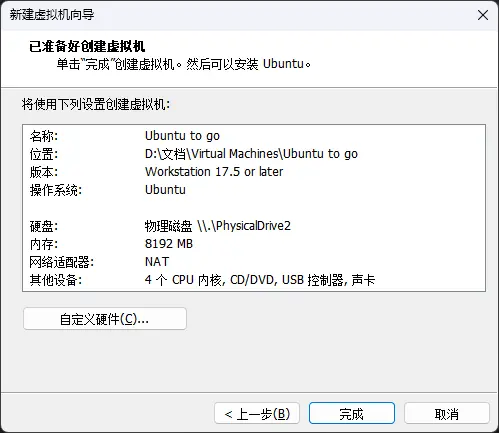 新建虚拟机向导
已准备好创建虚拟机
单击“完成”创建虚拟机。然后可以安装 Ubuntu。
将使用下列设置创建虚拟机:
名称: Ubuntu to go
位置: D:\文档\Virtual Machines\Ubuntu to go
版本: Workstation 17.5 or later
操作系统: Ubuntu
硬盘: 物理磁盘 \\.\PhysicalDrive2
内存: 8192 MB
网络适配器: NAT
其他设备: 4 个 CPU 内核, CD/DVD, USB 控制器, 声卡
自定义硬件(C)...
< 上一步(B) 完成 取消